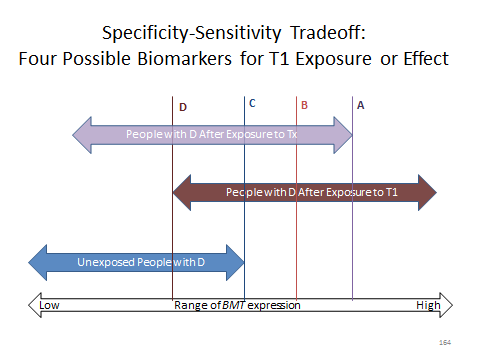 Specificity-Sensitivity Tradeoff:
Four Possible Biomarkers for T1 Exposure or Effect
D C B A
People with D After Exposure to Tx
People with D After Exposure to T1
Unexposed People with D
Low Range of BMT expression High
164